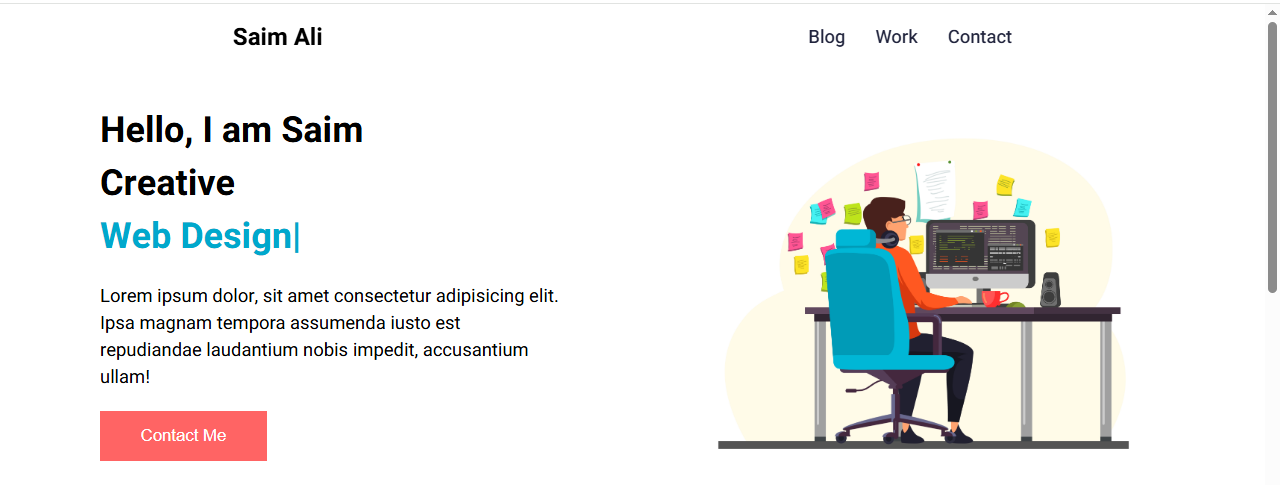 Saim Ali
Blog Work Contact
Hello, I am Saim
Creative
Web Design|
Lorem ipsum dolor, sit amet consectetur adipisicing elit.
Ipsa magnam tempora assumenda iusto est
repudiandae laudantium nobis impedit, accusantium
ullam!
Contact Me